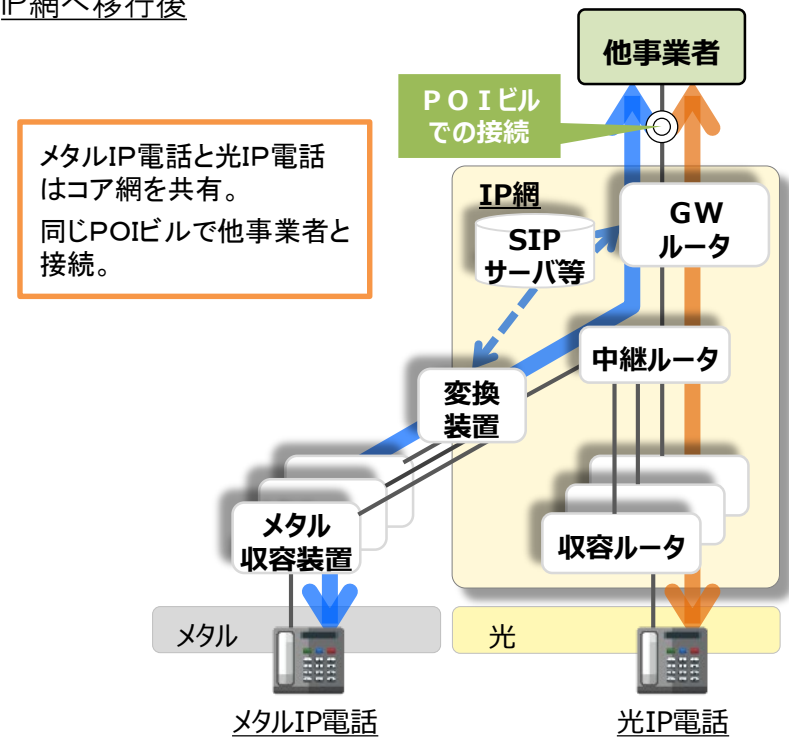 IP網へ移行後
他事業者
POIビル
での接続
メタルIP電話と光IP電話
はコア網を共有。
同じPOIビルで他事業者と
接続。
IP網
GW
ルータ
SIP
サーバ等
中継ルータ
変換
装置
メタル
収容装置
収容ルータ
メタル
光
メタルIP電話
光IP電話